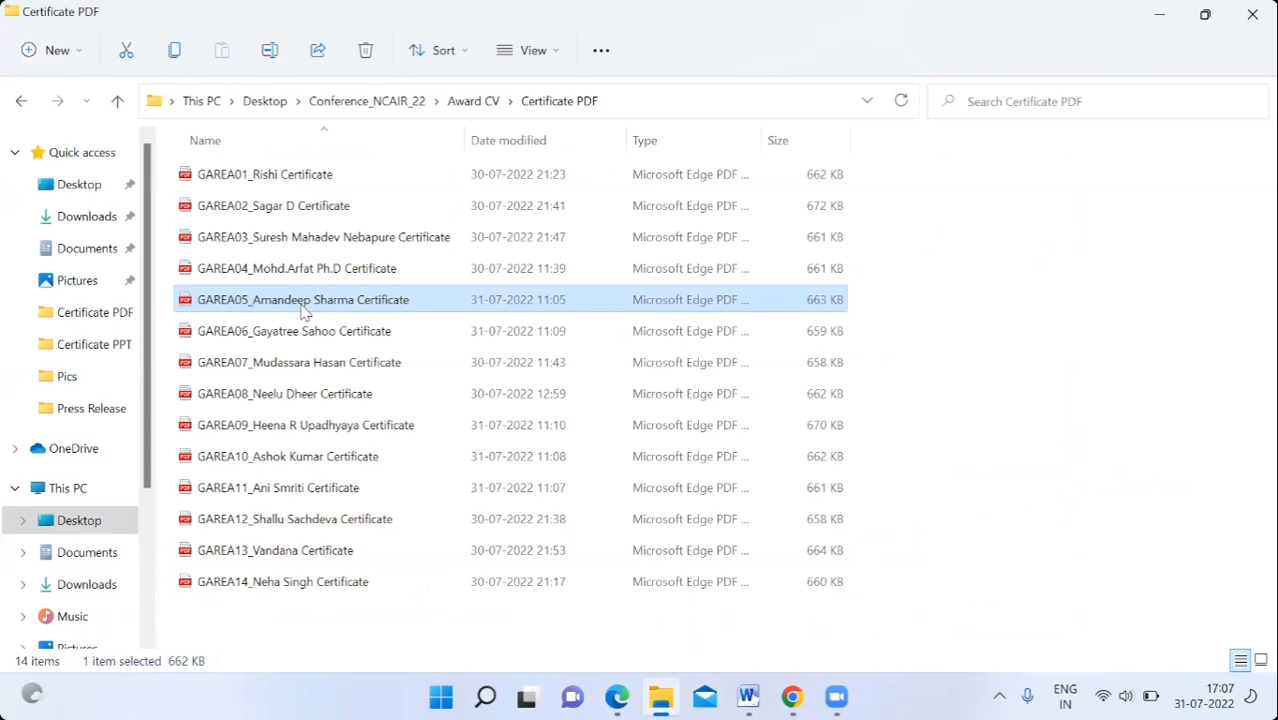 Certificate PDF
New
Sort
View
This PC > Desktop > Conference_NCAIR_22 > Award CV > Certificate PDF
Search Certificate PDF
Name Date modified Type Size
Quick access
Desktop
Downloads
Documents
Pictures
Certificate PDF
Certificate PPT
Pics
Press Release
OneDrive
This PC
Desktop
Documents
Downloads
Music
Pictures
GAREA01_Rishi Certificate 30-07-2022 21:23 Microsoft Edge PDF ... 662 KB
GAREA02_Sagar D Certificate 30-07-2022 21:41 Microsoft Edge PDF ... 672 KB
GAREA03_Suresh Mahadev Nebapure Certificate 30-07-2022 21:47 Microsoft Edge PDF ... 661 KB
GAREA04_Mohd.Arfat Ph.D Certificate 30-07-2022 11:39 Microsoft Edge PDF ... 661 KB
GAREA05_Amandeep Sharma Certificate 31-07-2022 11:05 Microsoft Edge PDF ... 663 KB
GAREA06_Gayatree Sahoo Certificate 31-07-2022 11:09 Microsoft Edge PDF ... 659 KB
GAREA07_Mudassara Hasan Certificate 30-07-2022 11:43 Microsoft Edge PDF ... 658 KB
GAREA08_Neelu Dheer Certificate 30-07-2022 12:59 Microsoft Edge PDF ... 662 KB
GAREA09_Heena R Upadhyaya Certificate 31-07-2022 11:10 Microsoft Edge PDF ... 670 KB
GAREA10_Ashok Kumar Certificate 31-07-2022 11:08 Microsoft Edge PDF ... 662 KB
GAREA11_Ani Smriti Certificate 31-07-2022 11:07 Microsoft Edge PDF ... 661 KB
GAREA12_Shallu Sachdeva Certificate 30-07-2022 21:38 Microsoft Edge PDF ... 658 KB
GAREA13_Vandana Certificate 30-07-2022 21:53 Microsoft Edge PDF ... 664 KB
GAREA14_Neha Singh Certificate 30-07-2022 21:17 Microsoft Edge PDF ... 660 KB
14 items 1 item selected 662 KB
ENG
IN
17:07
31-07-2022